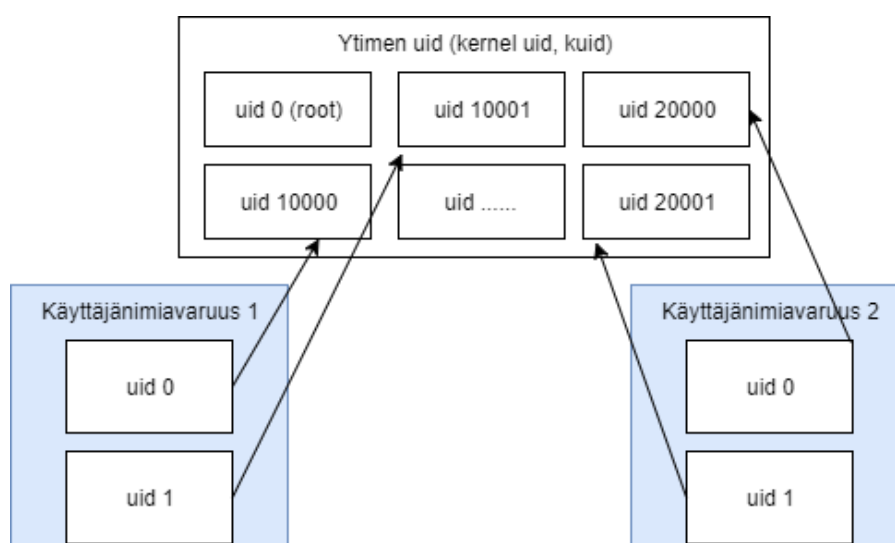 Ytimen uid (kernel uid, kuid)
uid 0 (root)
uid 10001
uid 20000
uid 10000
uid ......
uid 20001
Käyttäjänimiavaruus 1
uid 0
uid 1
Käyttäjänimiavaruus 2
uid 0
uid 1